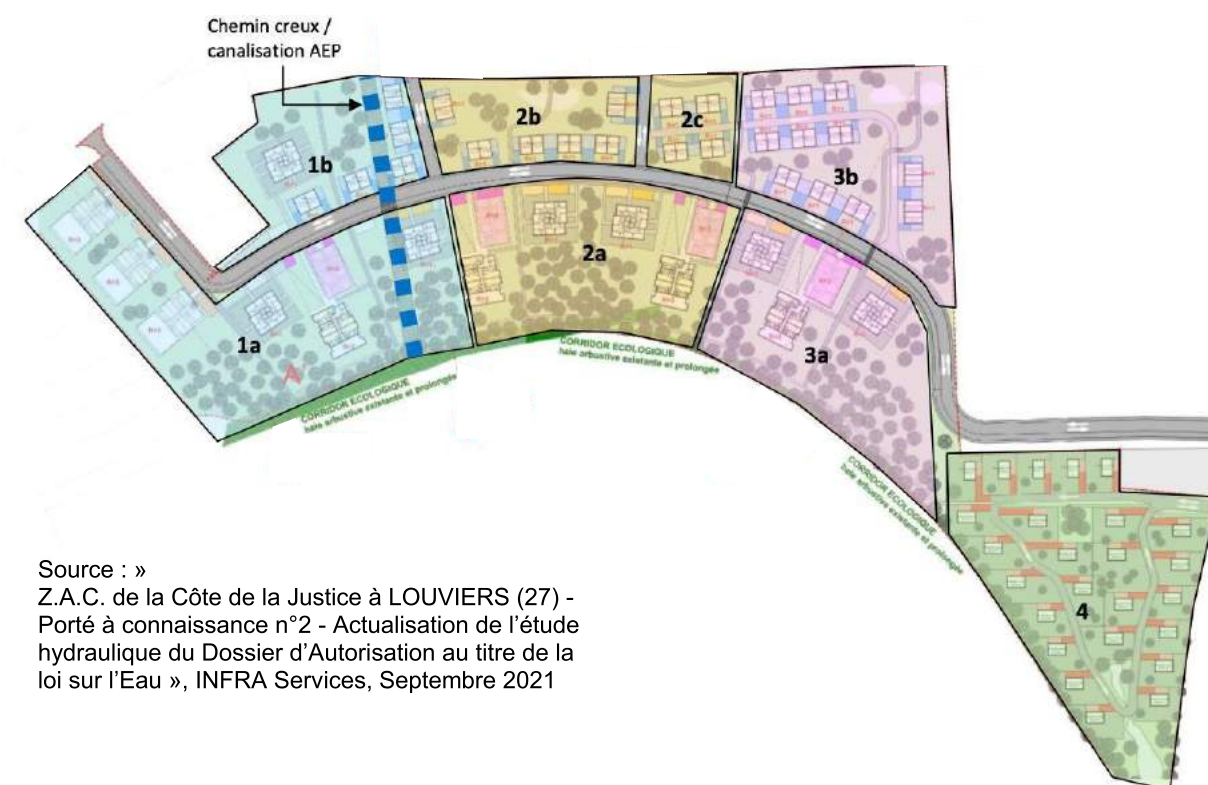 Chemin creux /
canalisation AEP
1b
2b
2c
3b
1a
2a
3a
4
A
CORRIDOR ECOLOGIQUE
haie arbustive existante et prolongée
CORRIDOR ECOLOGIQUE
haie arbustive existante et prolongée
CORRIDOR ECOLOGIQUE
haie arbustive existante et prolongée
Source : »
Z.A.C. de la Côte de la Justice à LOUVIERS (27) -
Porté à connaissance n°2 - Actualisation de l’étude
hydraulique du Dossier d’Autorisation au titre de la
loi sur l’Eau », INFRA Services, Septembre 2021